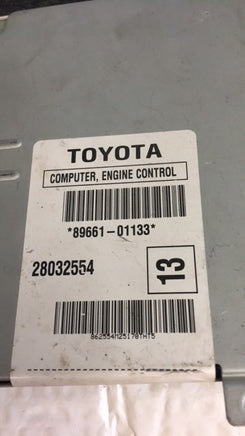 TOYOTA
COMPUTER, ENGINE CONTROL
*89661-01133*
28032554
13